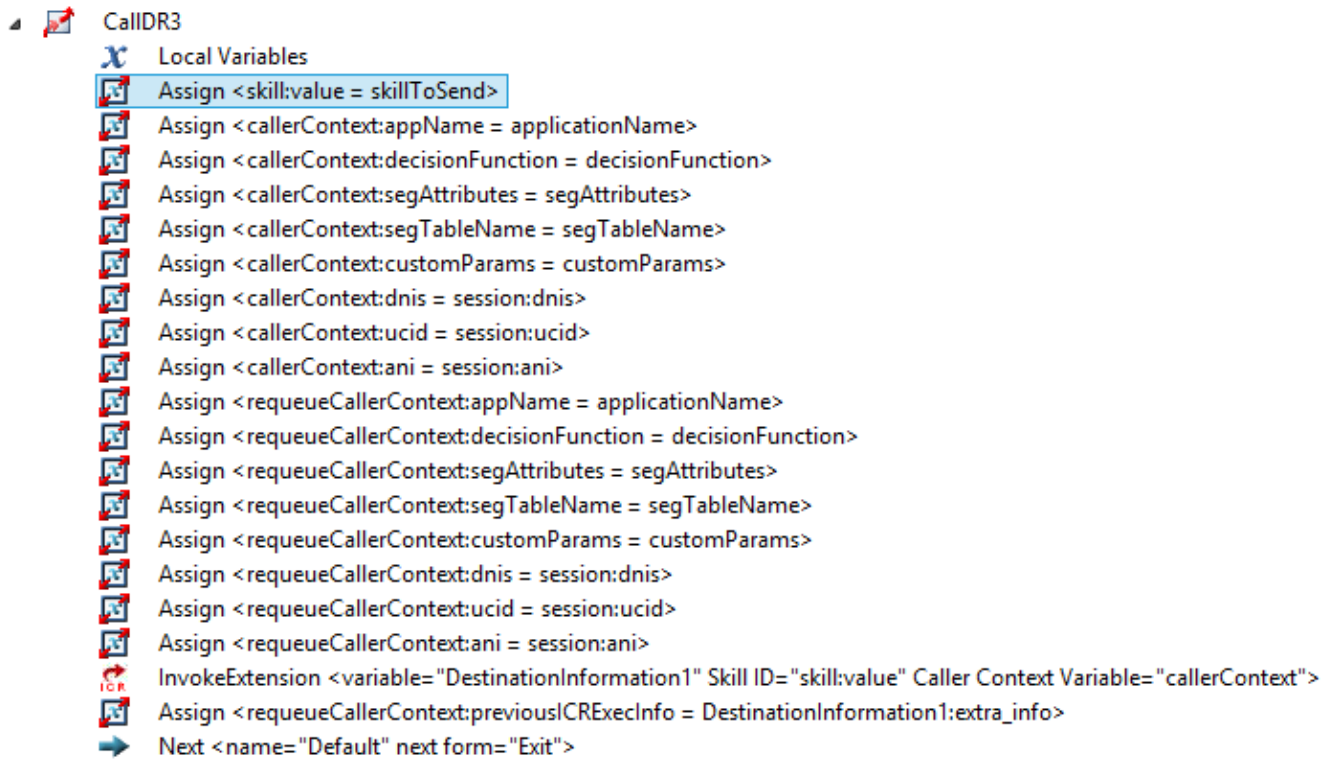 CallDR3
Local Variables
Assign <skill:value = skillToSend>
Assign <callerContext:appName = applicationName>
Assign <callerContext:decisionFunction = decisionFunction>
Assign <callerContext:segAttributes = segAttributes>
Assign <callerContext:segTableName = segTableName>
Assign <callerContext:customParams = customParams>
Assign <callerContext:dnis = session:dnis>
Assign <callerContext:ucid = session:ucid>
Assign <callerContext:ani = session:ani>
Assign <requeueCallerContext:appName = applicationName>
Assign <requeueCallerContext:decisionFunction = decisionFunction>
Assign <requeueCallerContext:segAttributes = segAttributes>
Assign <requeueCallerContext:segTableName = segTableName>
Assign <requeueCallerContext:customParams = customParams>
Assign <requeueCallerContext:dnis = session:dnis>
Assign <requeueCallerContext:ucid = session:ucid>
Assign <requeueCallerContext:ani = session:ani>
ICR InvokeExtension <variable="DestinationInformation1" Skill ID="skill:value" Caller Context Variable="callerContext">
Assign <requeueCallerContext:previousICRExecInfo = DestinationInformation1:extra_info>
Next <name="Default" next form="Exit">